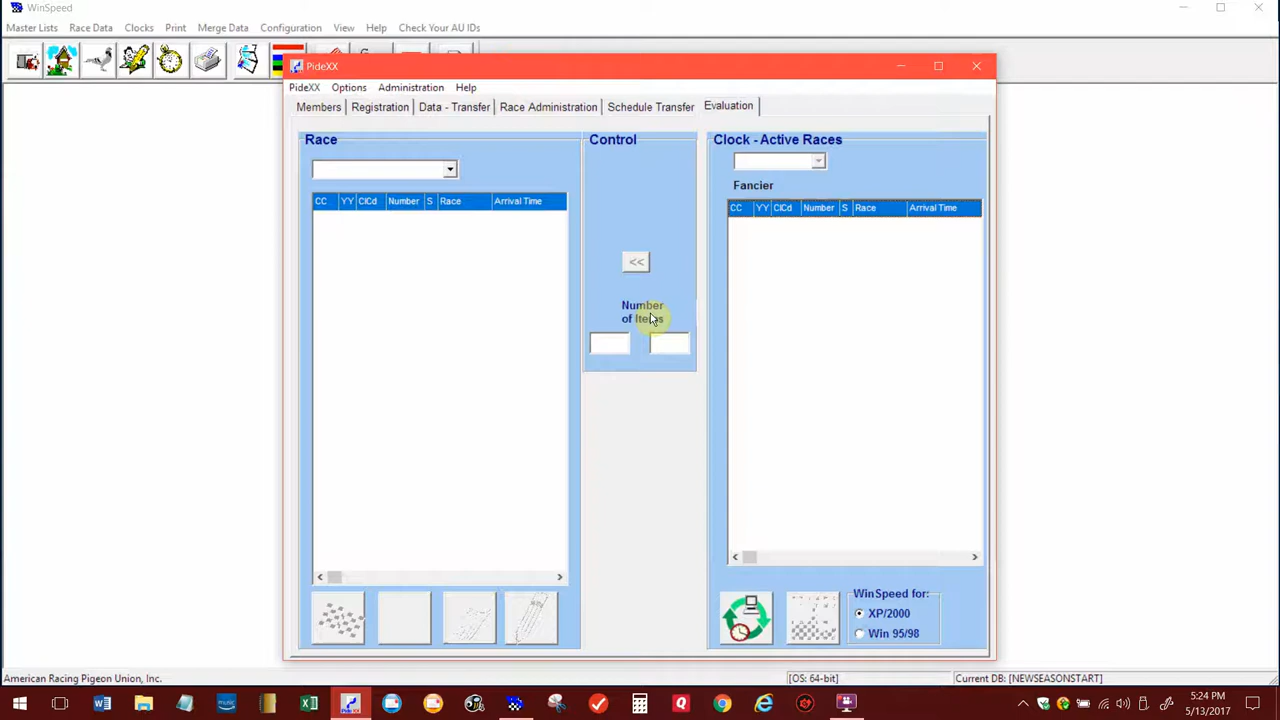 WinSpeed
Master Lists Race Data Clocks Print Merge Data Configuration View Help Check Your AU IDs
PideXX
PideXX Options Administration Help
Members Registration Data - Transfer Race Administration Schedule Transfer Evaluation
Race Control Clock - Active Races
Fancier
CC YY ClCd Number S Race Arrival Time
CC YY ClCd Number S Race Arrival Time
<<
Number
of Items
WinSpeed for:
XP/2000
Win 95/98
American Racing Pigeon Union, Inc. [OS: 64-bit] Current DB: [NEWSEASONSTART]
5:24 PM
5/13/2017